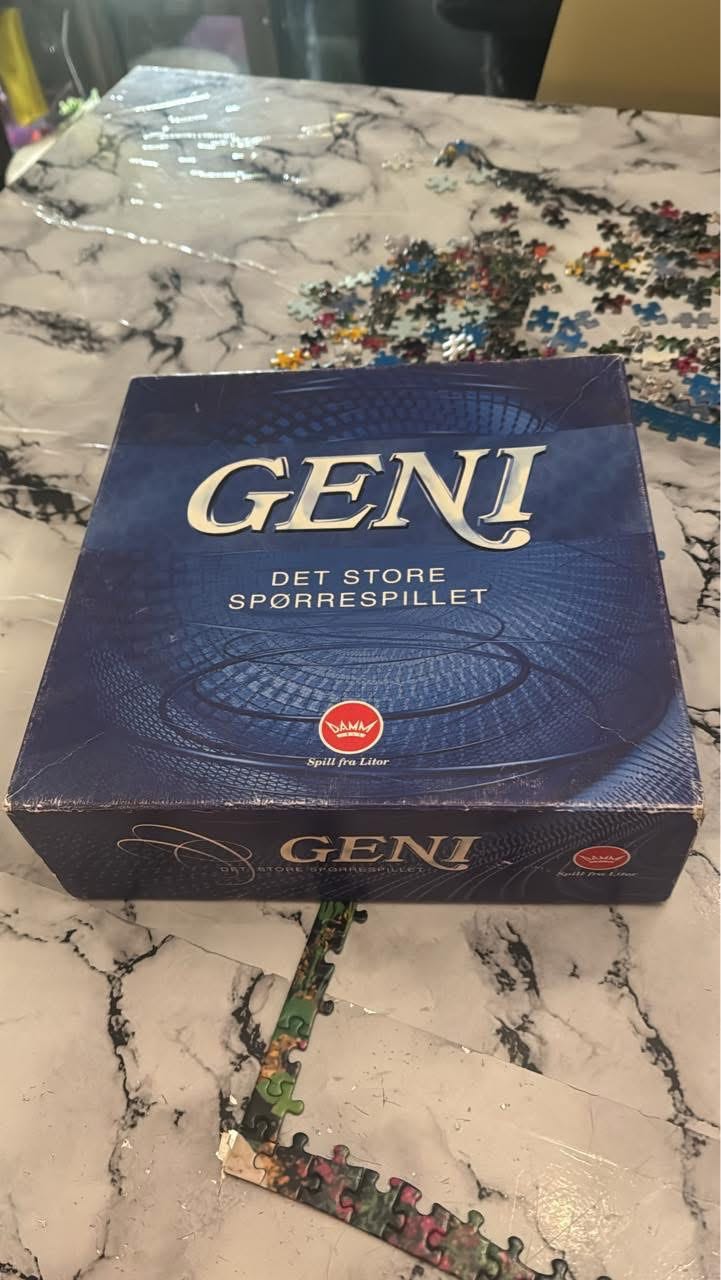 GENI
DET STORE
SPØRRESPILLET
DAMM
Spill fra Litor
GENI
DET STORE SPØRRESPILLET
DAMM
Spill fra Litor